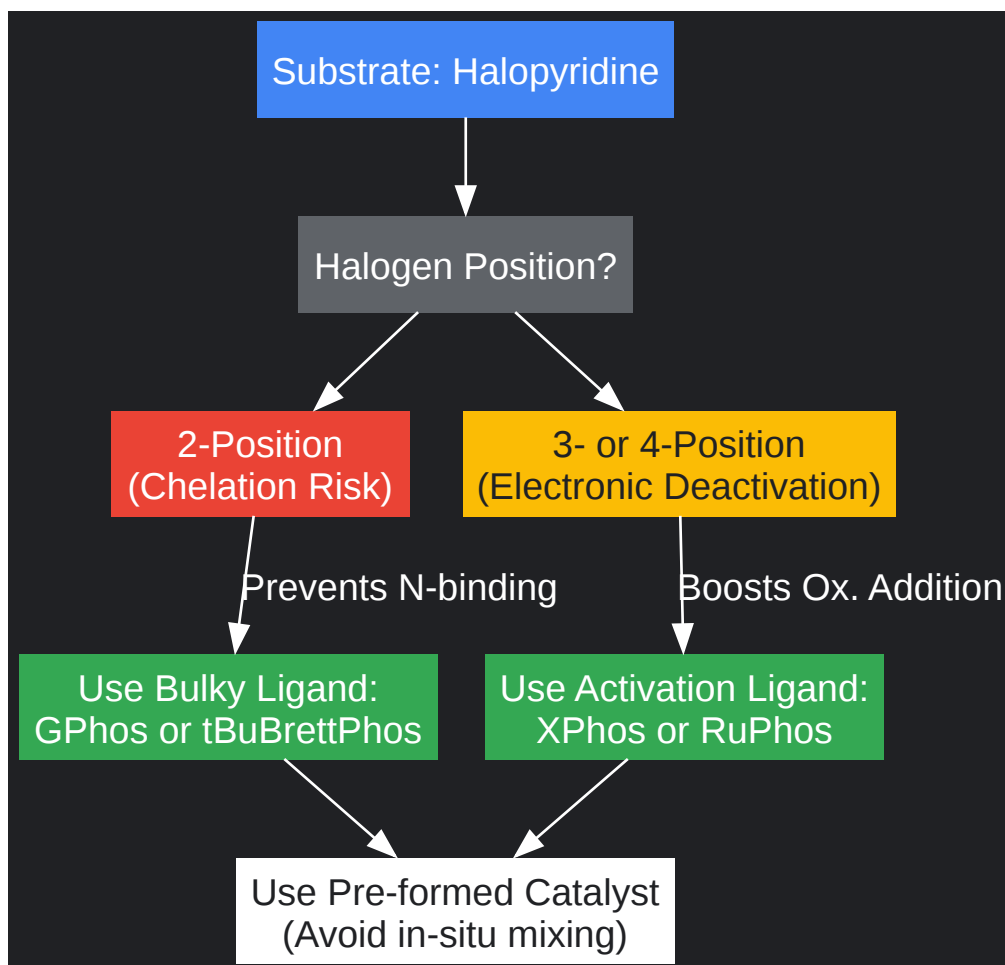 Substrate: Halopyridine
Halogen Position?
2-Position
(Chelation Risk)
3- or 4-Position
(Electronic Deactivation)
Prevents N-binding
Boosts Ox. Addition
Use Bulky Ligand:
GPhos or tBuBrettPhos
Use Activation Ligand:
XPhos or RuPhos
Use Pre-formed Catalyst
(Avoid in-situ mixing)